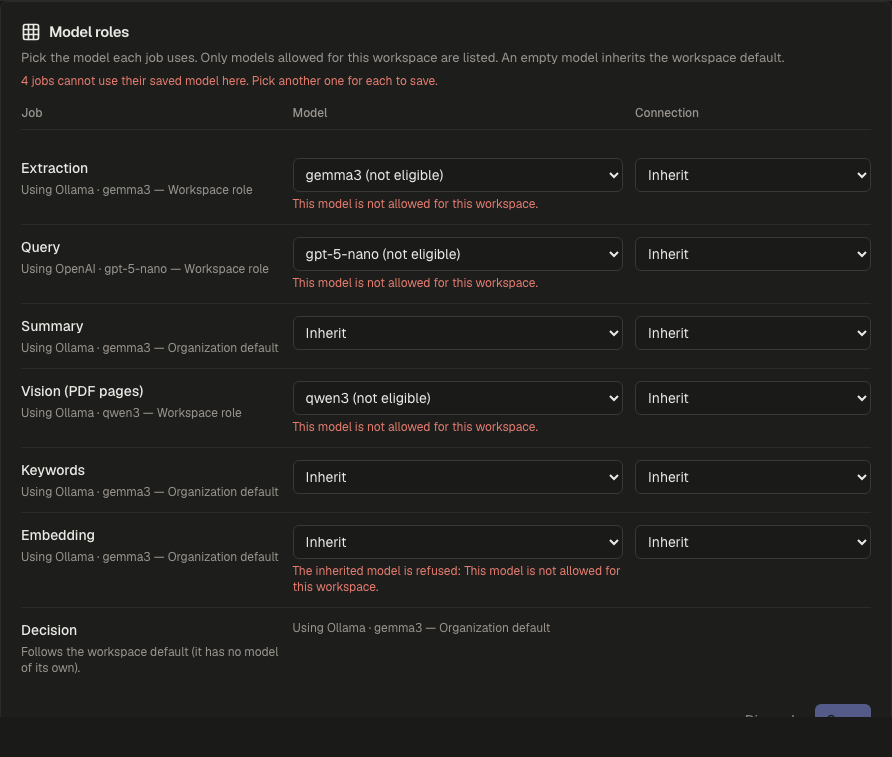 Model roles
Pick the model each job uses. Only models allowed for this workspace are listed. An empty model inherits the workspace default.
4 jobs cannot use their saved model here. Pick another one for each to save.
Job Model Connection
Extraction
Using Ollama · gemma3 — Workspace role
gemma3 (not eligible) Inherit
This model is not allowed for this workspace.
Query
Using OpenAI · gpt-5-nano — Workspace role
gpt-5-nano (not eligible) Inherit
This model is not allowed for this workspace.
Summary
Using Ollama · gemma3 — Organization default
Inherit Inherit
Vision (PDF pages)
Using Ollama · qwen3 — Workspace role
qwen3 (not eligible) Inherit
This model is not allowed for this workspace.
Keywords
Using Ollama · gemma3 — Organization default
Inherit Inherit
Embedding
Using Ollama · gemma3 — Organization default
Inherit Inherit
The inherited model is refused: This model is not allowed for
this workspace.
Decision
Follows the workspace default (it has no model
of its own).
Using Ollama · gemma3 — Organization default